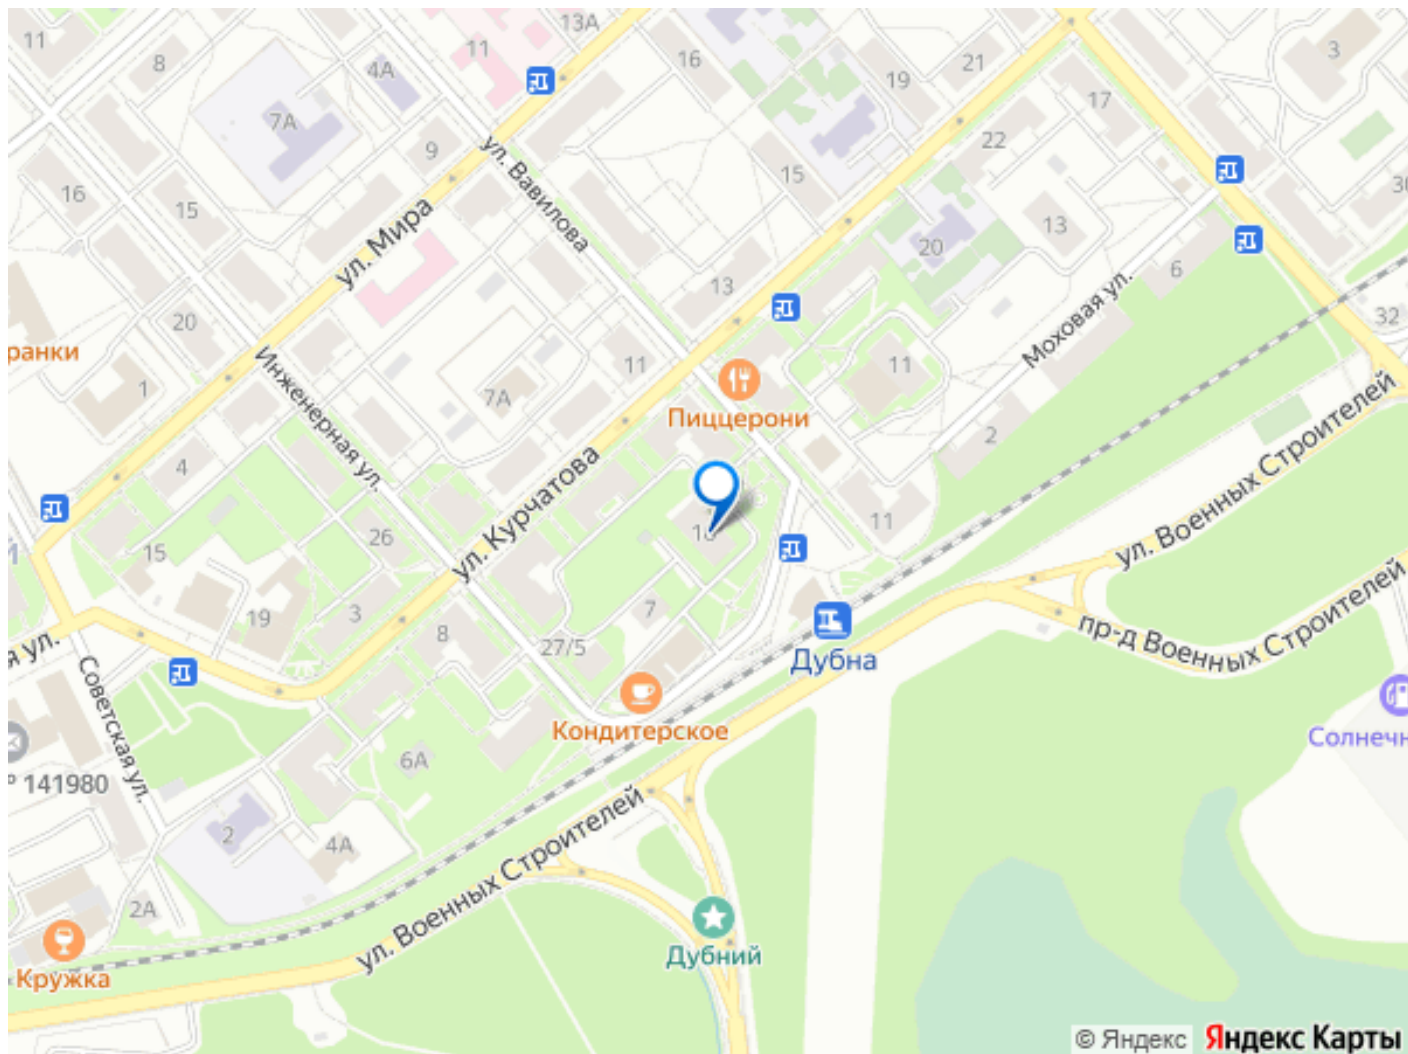 13А
11
11
8
4А
16
21
3
19
17
7А
22
9
15
16
15
ул. Вавилова
ул. Мира
13
20
6
13
20
11
Моховая ул.
32
ранки
Инженерная ул.
11
1
7А
Пиццерони
2
4
ул. Курчатова
ул. Военных Строителей
26
15
11
19
3
8
7
27/5
Дубна
пр-д Военных Строителей
я ул.
Советская ул.
Кондитерское
Солнечн
6А
141980
2
4А
ул. Военных Строителей
2А
Дубний
Кружка
© Яндекс Яндекс Карты